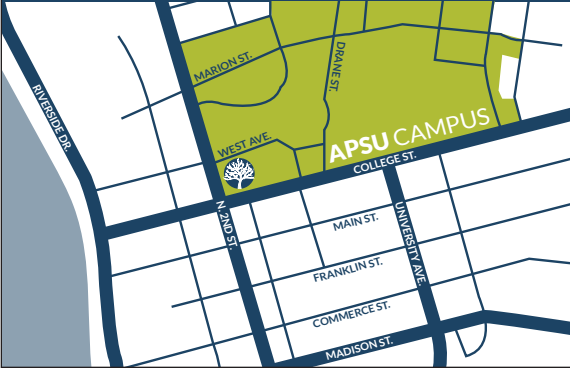 MARION ST.
DRANE ST.
RIVERSIDE DR.
WEST AVE.
APSU CAMPUS
COLLEGE ST.
N. 2ND ST.
MAIN ST.
UNIVERSITY AVE.
FRANKLIN ST.
COMMERCE ST.
MADISON ST.